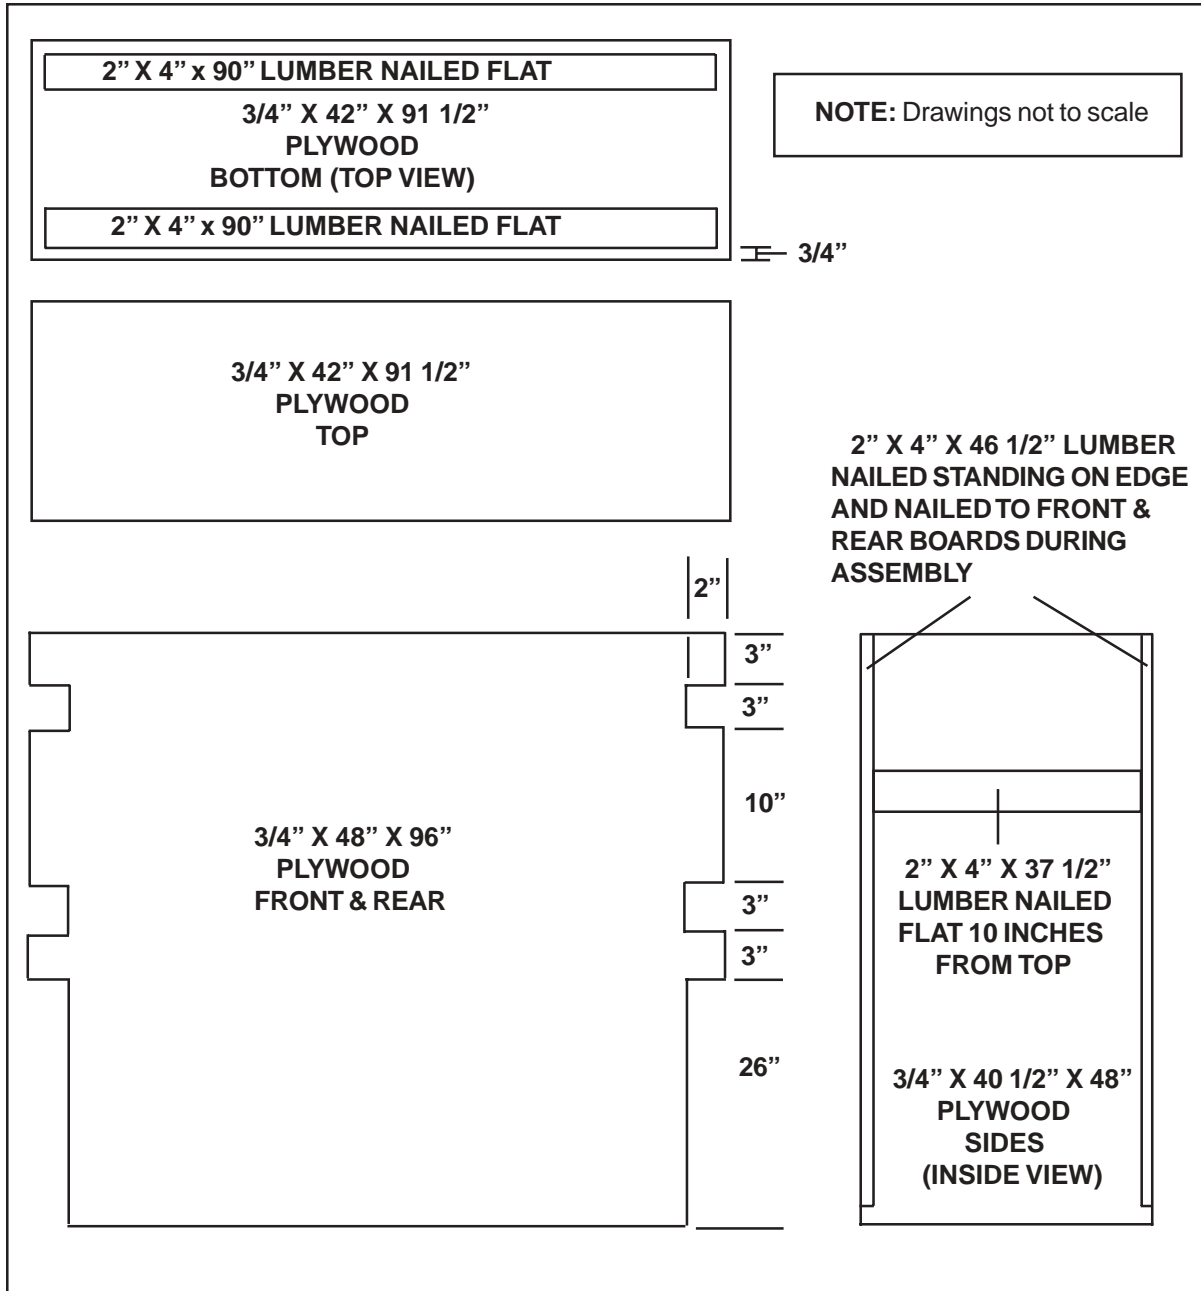 2” X 4” x 90” LUMBER NAILED FLAT
3/4” X 42” X 91 1/2”
PLYWOOD
BOTTOM (TOP VIEW)
2” X 4” x 90” LUMBER NAILED FLAT
NOTE: Drawings not to scale
3/4”
3/4” X 42” X 91 1/2”
PLYWOOD
TOP
2” X 4” X 46 1/2” LUMBER
NAILED STANDING ON EDGE
AND NAILED TO FRONT &
REAR BOARDS DURING
ASSEMBLY
2”
3”
3”
10”
3”
3”
26”
3/4” X 48” X 96”
PLYWOOD
FRONT & REAR
2” X 4” X 37 1/2”
LUMBER NAILED
FLAT 10 INCHES
FROM TOP
3/4” X 40 1/2” X 48”
PLYWOOD
SIDES
(INSIDE VIEW)